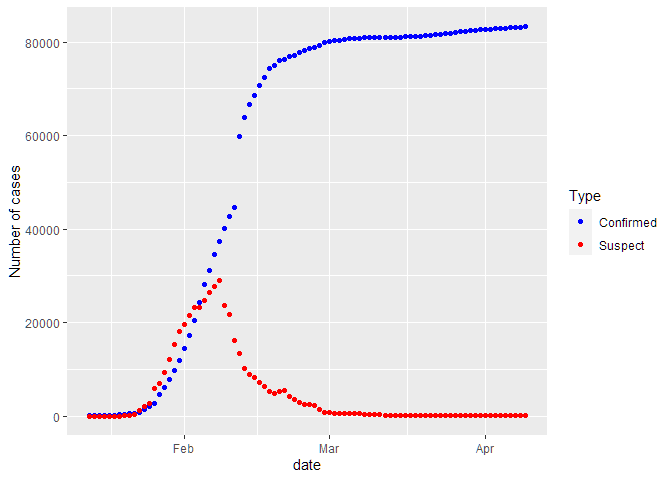 80000
60000
40000
20000
0
Number of cases
Feb
Mar
Apr
date
Type
Confirmed
Suspect